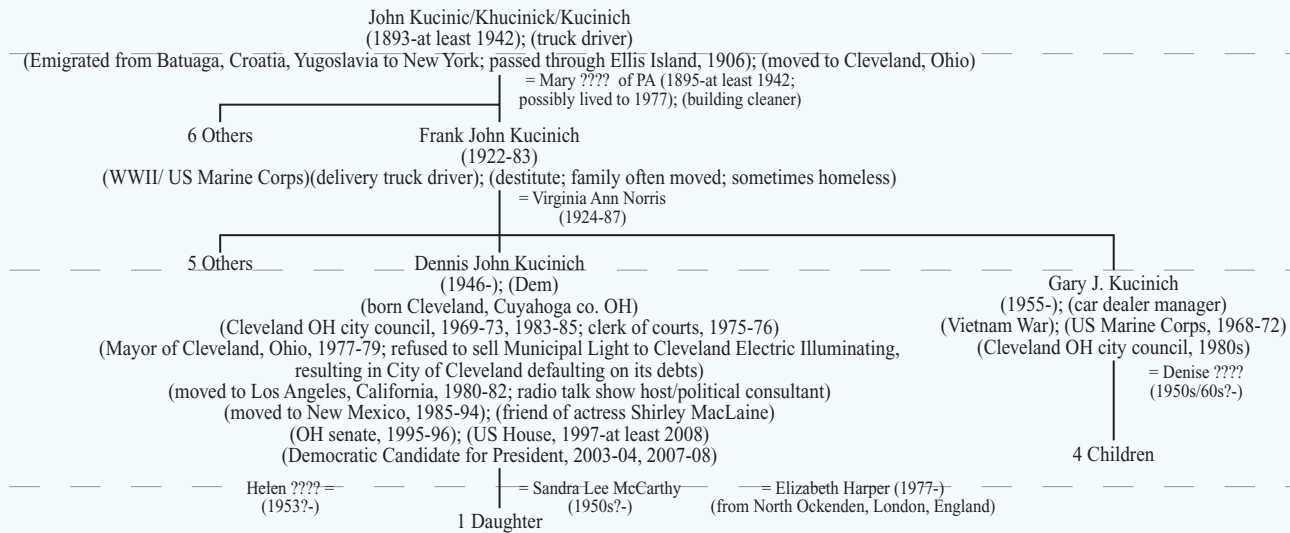 John Kucinic/Khucinick/Kucinich
(1893-at least 1942); (truck driver)
(Emigrated from Batuaga, Croatia, Yugoslavia to New York; passed through Ellis Island, 1906); (moved to Cleveland, Ohio)
= Mary ???? of PA (1895-at least 1942;
possibly lived to 1977); (building cleaner)
6 Others
Frank John Kucinich
(1922-83)
(WWII/ US Marine Corps)(delivery truck driver); (destitute; family often moved; sometimes homeless)
= Virginia Ann Norris
(1924-87)
5 Others
Dennis John Kucinich
(1946-); (Dem)
(born Cleveland, Cuyahoga co. OH)
(Cleveland OH city council, 1969-73, 1983-85; clerk of courts, 1975-76)
(Mayor of Cleveland, Ohio, 1977-79; refused to sell Municipal Light to Cleveland Electric Illuminating,
resulting in City of Cleveland defaulting on its debts)
(moved to Los Angeles, California, 1980-82; radio talk show host/political consultant)
(moved to New Mexico, 1985-94); (friend of actress Shirley MacLaine)
(OH senate, 1995-96); (US House, 1997-at least 2008)
(Democratic Candidate for President, 2003-04, 2007-08)
Gary J. Kucinich
(1955-); (car dealer manager)
(Vietnam War); (US Marine Corps, 1968-72)
(Cleveland OH city council, 1980s)
= Denise ????
(1950s/60s?-)
4 Children
Helen ???? =
(1953?-)
= Sandra Lee McCarthy
(1950s?-)
= Elizabeth Harper (1977-)
(from North Ockenden, London, England)
1 Daughter